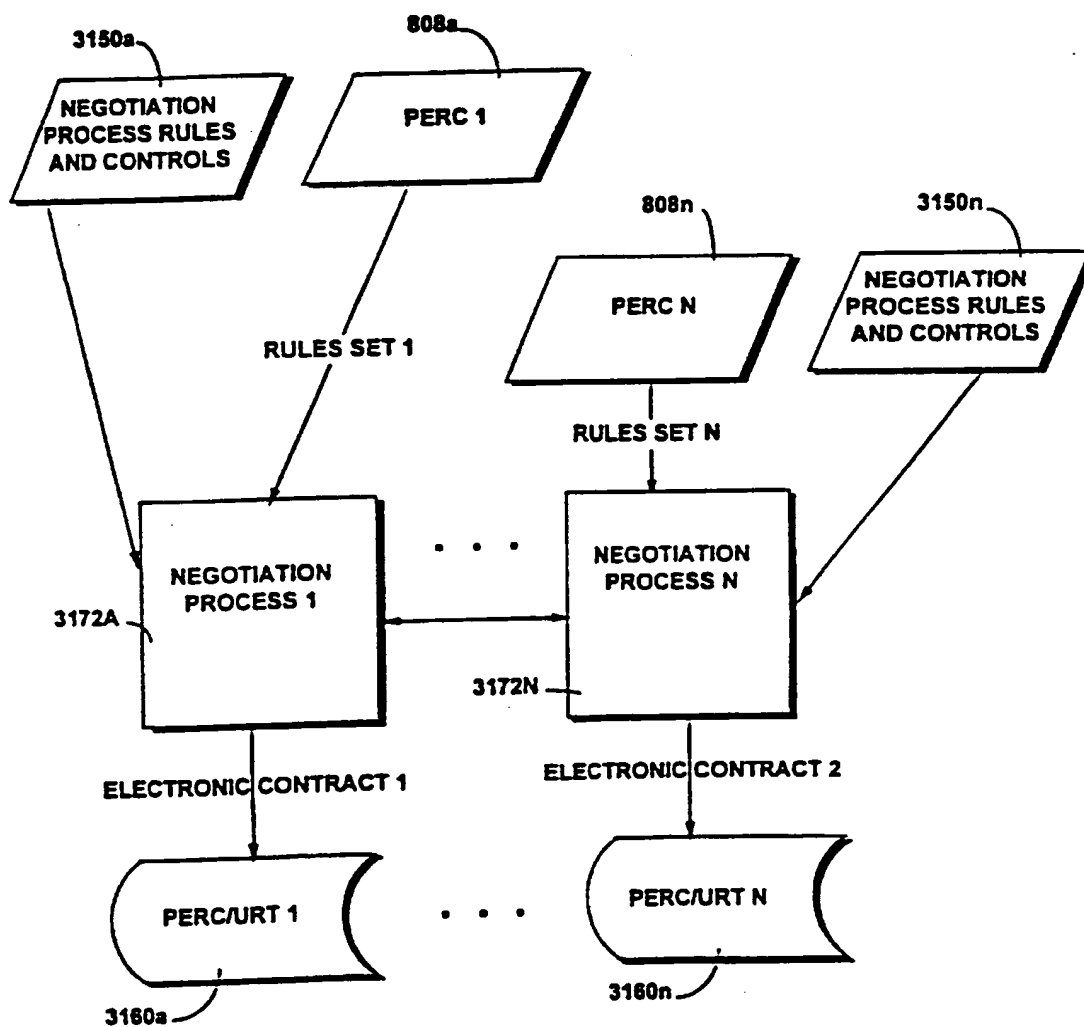 3150a
808a
NEGOTIATION
PROCESS RULES
AND CONTROLS
PERC 1
808n
3150n
PERC N
NEGOTIATION
PROCESS RULES
AND CONTROLS
RULES SET 1
RULES SET N
NEGOTIATION
PROCESS 1
. . .
NEGOTIATION
PROCESS N
3172A
3172N
ELECTRONIC CONTRACT 1
ELECTRONIC CONTRACT 2
PERC/URT 1
. . .
PERC/URT N
3160a
3160n